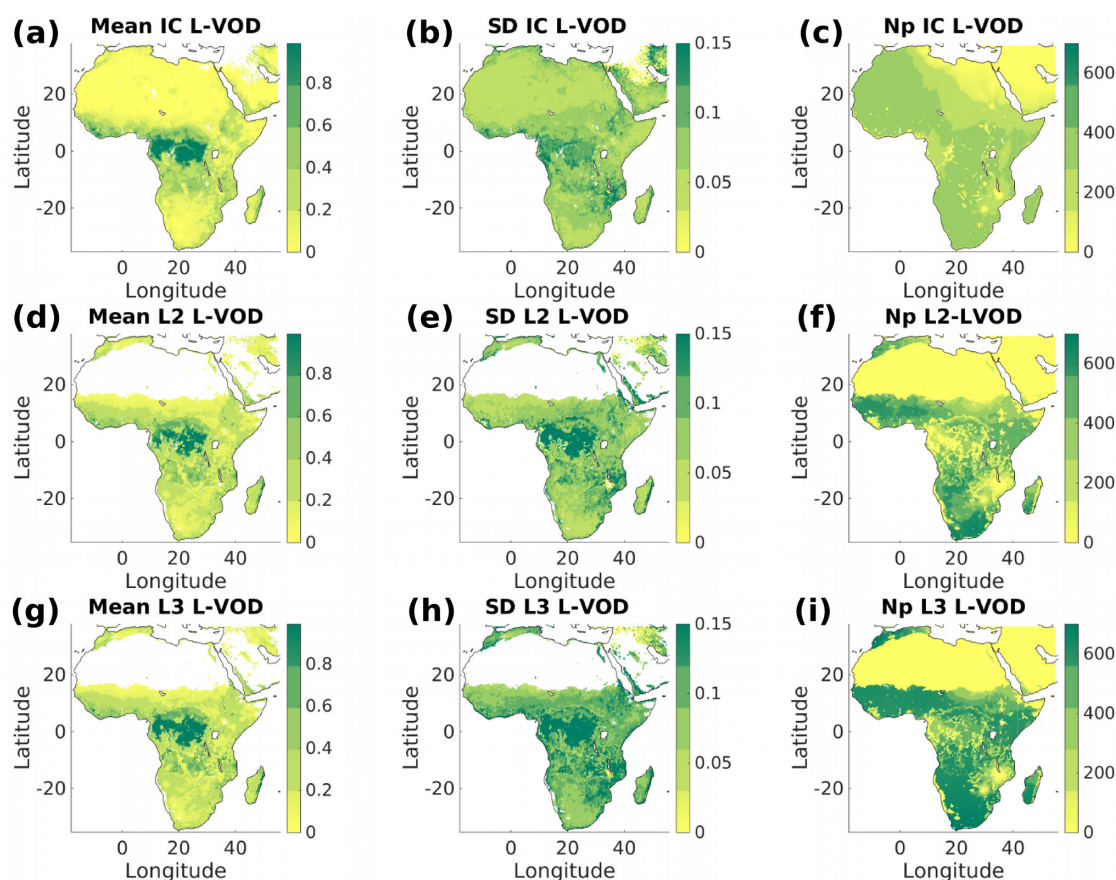 (a) Mean IC L-VOD
(b) SD IC L-VOD
(c) Np IC L-VOD
Latitude
20
0
-20
0 20 40
Longitude
0.8
0.6
0.4
0.2
0
Latitude
20
0
-20
0 20 40
Longitude
0.15
0.1
0.05
0
Latitude
20
0
-20
0 20 40
Longitude
600
400
200
0
(d) Mean L2 L-VOD
(e) SD L2 L-VOD
(f) Np L2-LVOD
Latitude
20
0
-20
0 20 40
Longitude
0.8
0.6
0.4
0.2
0
Latitude
20
0
-20
0 20 40
Longitude
0.15
0.1
0.05
0
Latitude
20
0
-20
0 20 40
Longitude
600
400
200
0
(g) Mean L3 L-VOD
(h) SD L3 L-VOD
(i) Np L3 L-VOD
Latitude
20
0
-20
0 20 40
Longitude
0.8
0.6
0.4
0.2
0
Latitude
20
0
-20
0 20 40
Longitude
0.15
0.1
0.05
0
Latitude
20
0
-20
0 20 40
Longitude
600
400
200
0